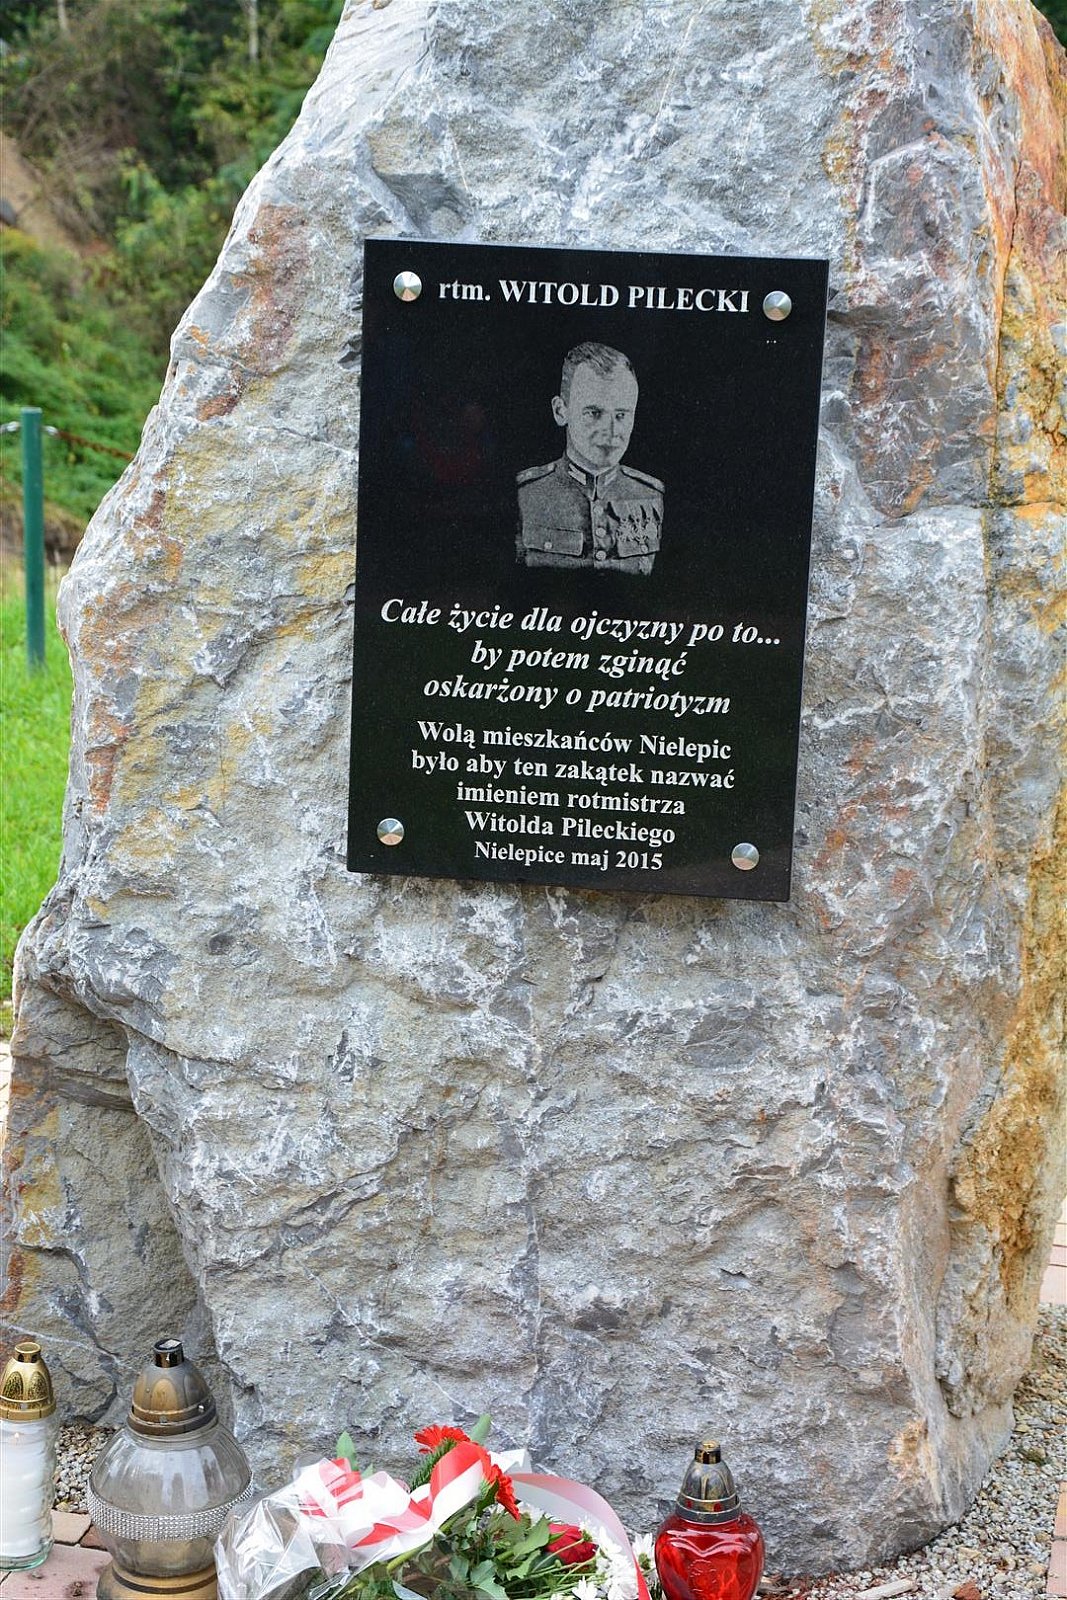 rtm. WITOLD PILECKI
Całe życie dla ojczyzny po to...
by potem zginąć
oskarżony o patriotyzm
Wolą mieszkańców Nielepic
było aby ten zakątek nazwać
imieniem rotmistrza
Witolda Pileckiego
Nielepice maj 2015